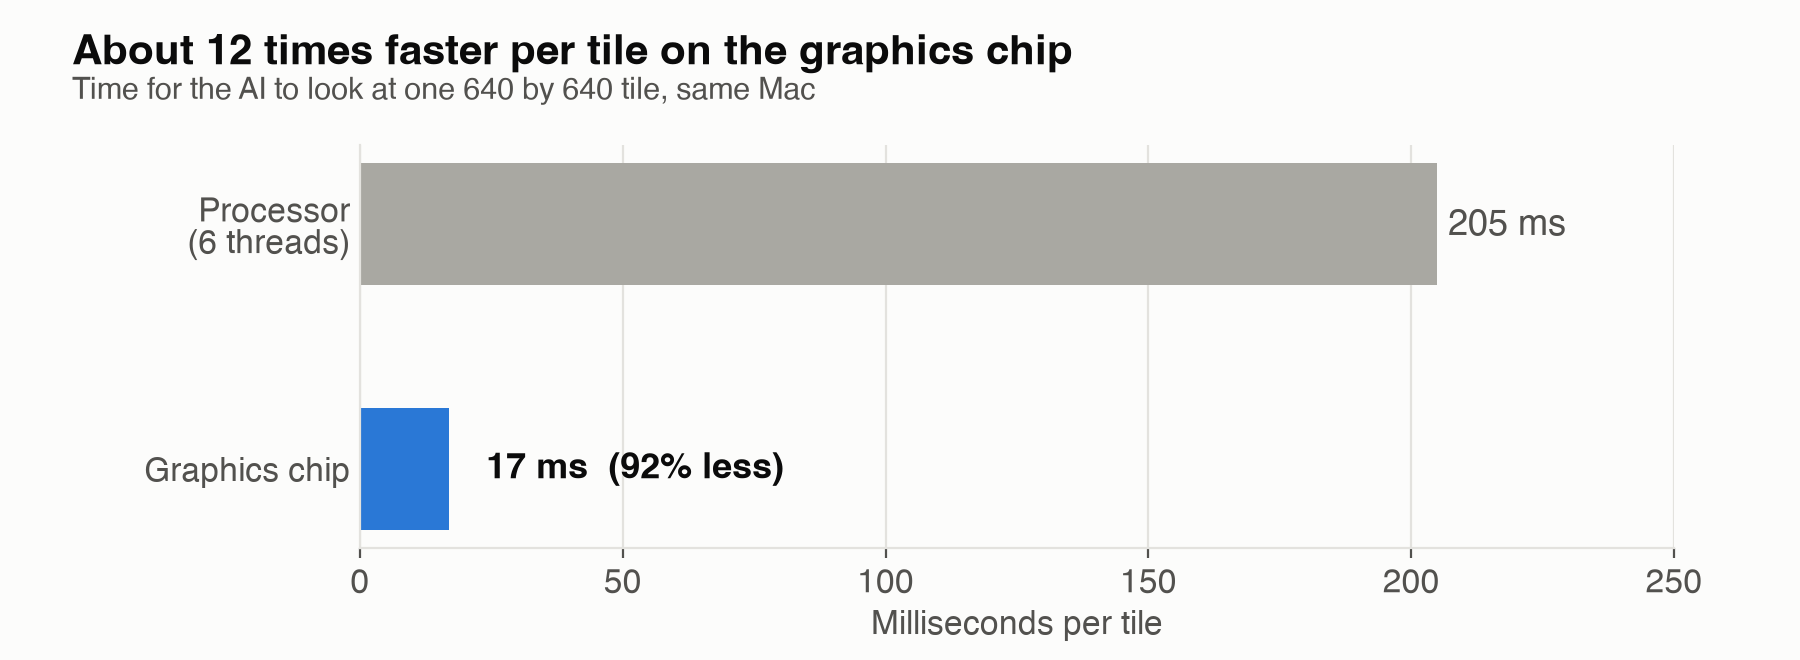 About 12 times faster per tile on the graphics chip
Time for the AI to look at one 640 by 640 tile, same Mac
Processor
(6 threads)
205 ms
Graphics chip
17 ms (92% less)
0 50 100 150 200 250
Milliseconds per tile